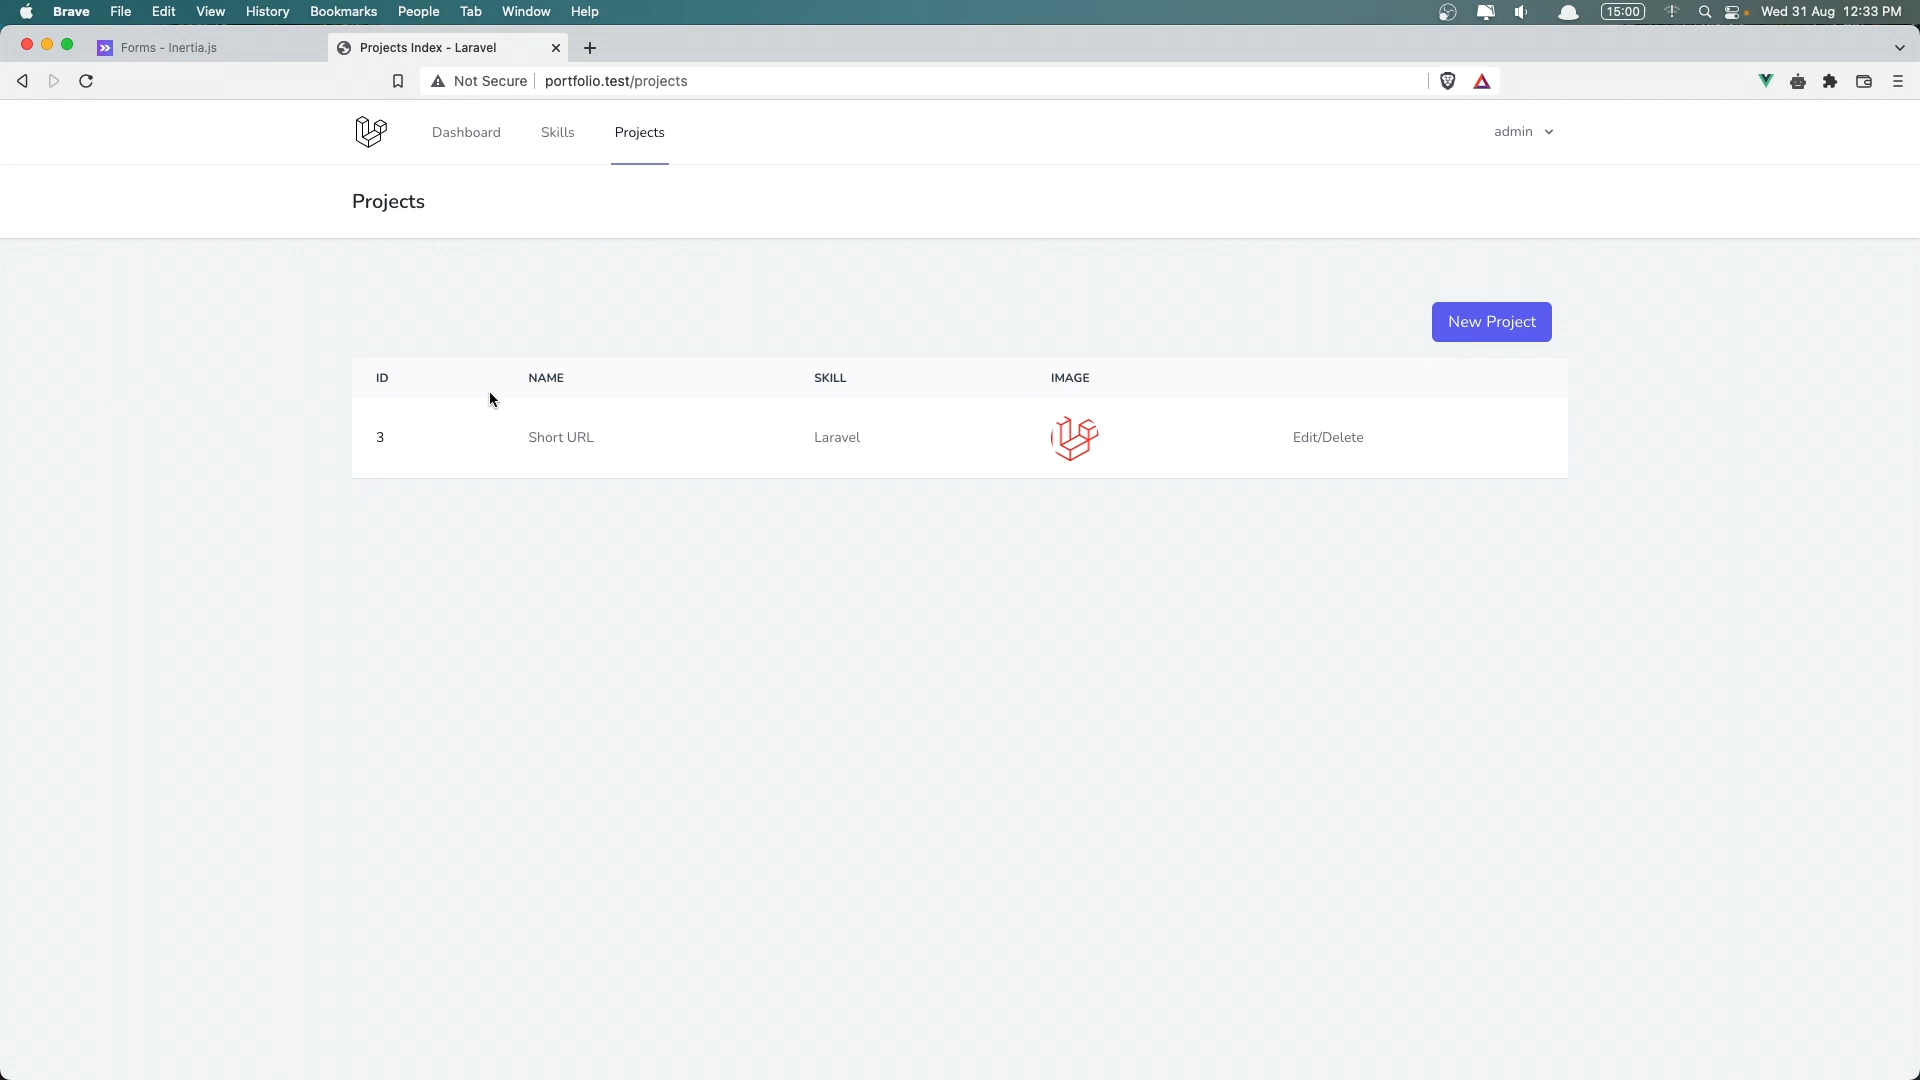 Brave File Edit View History Bookmarks People Tab Window Help 15:00 Wed 31 Aug 12:33 PM
Forms - Inertia.js Projects Index - Laravel
Not Secure portfolio.test/projects
Dashboard Skills Projects admin
Projects
New Project
ID NAME SKILL IMAGE
3 Short URL Laravel Edit/Delete